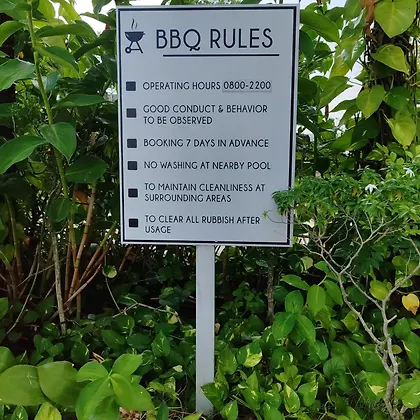 BBQ RULES
OPERATING HOURS 0800-2200
GOOD CONDUCT & BEHAVIOR
TO BE OBSERVED
BOOKING 7 DAYS IN ADVANCE
NO WASHING AT NEARBY POOL
TO MAINTAIN CLEANLINESS AT
SURROUNDING AREAS
TO CLEAR ALL RUBBISH AFTER
USAGE